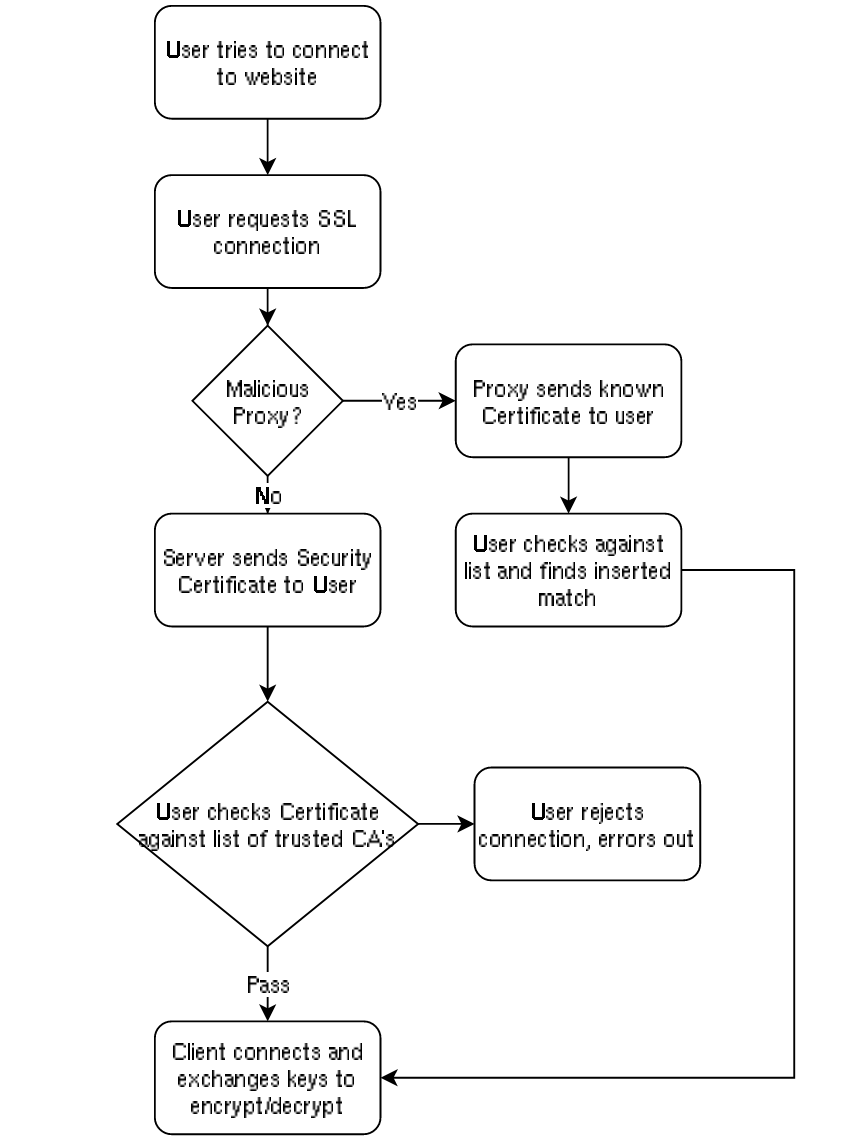 User tries to connect
to website
User requests SSL
connection
Malicious
Proxy?
Yes
Proxy sends known
Certificate to user
No
Server sends Security
Certificate to User
User checks against
list and finds inserted
match
User checks Certificate
against list of trusted CA's
User rejects
connection, errors out
Pass
Client connects and
exchanges keys to
encrypt/decrypt